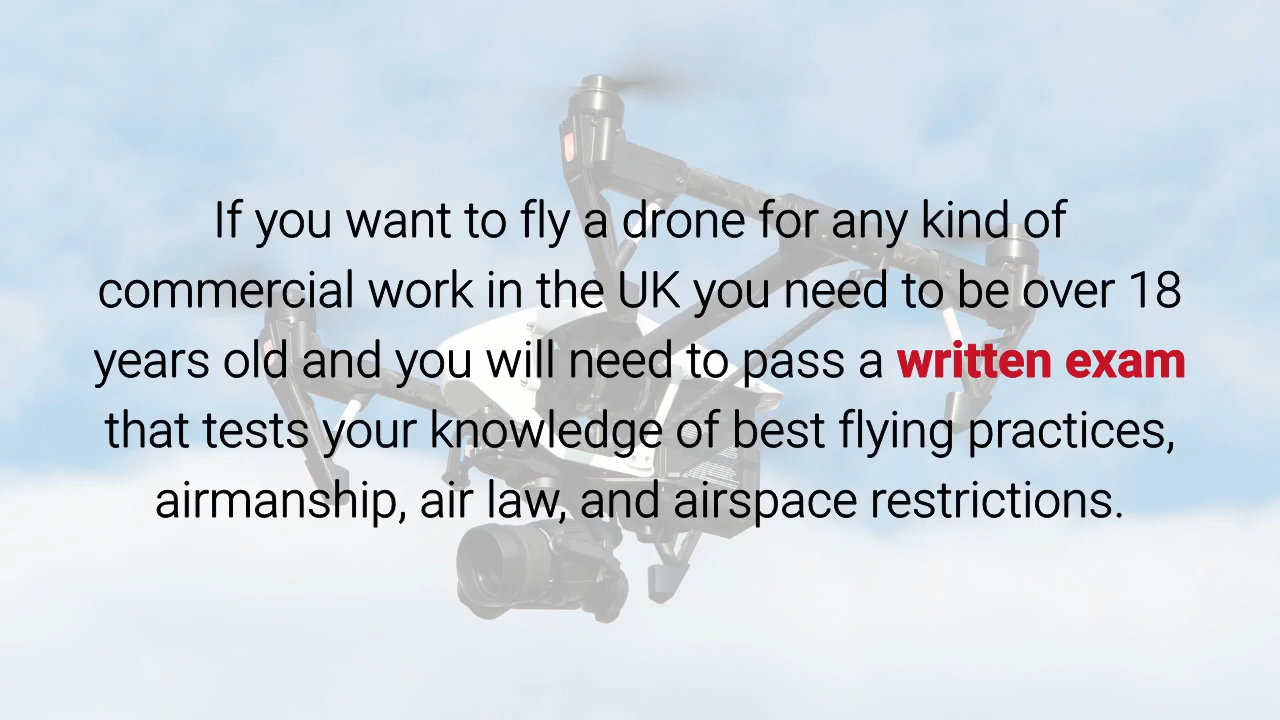 If you want to fly a drone for any kind of
commercial work in the UK you need to be over 18
years old and you will need to pass a written exam
that tests your knowledge of best flying practices,
airmanship, air law, and airspace restrictions.